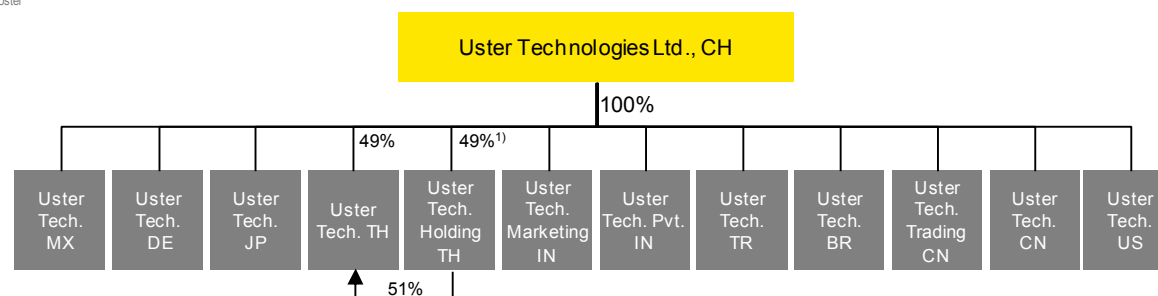 Uster
Uster Technologies Ltd., CH
100%
49%
49%1)
Uster
Tech.
MX
Uster
Tech.
DE
Uster
Tech.
JP
Uster
Tech. TH
Uster
Tech.
Holding
TH
Uster
Tech.
Marketing
IN
Uster
Tech. Pvt.
IN
Uster
Tech.
TR
Uster
Tech.
BR
Uster
Tech.
Trading
CN
Uster
Tech.
CN
Uster
Tech.
US
51%